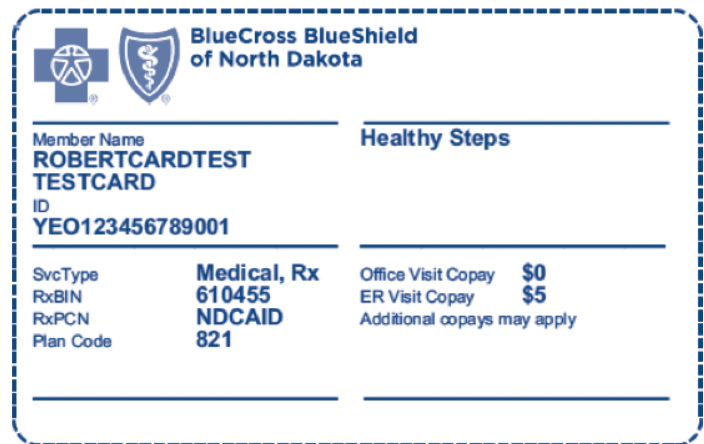 BlueCross BlueShield
of North Dakota
Member Name
ROBERTCARDTEST
TESTCARD
ID
YEO123456789001
Healthy Steps
SvcType Medical, Rx
RxBIN 610455
RxPCN NDCAID
Plan Code 821
Office Visit Copay $0
ER Visit Copay $5
Additional copays may apply